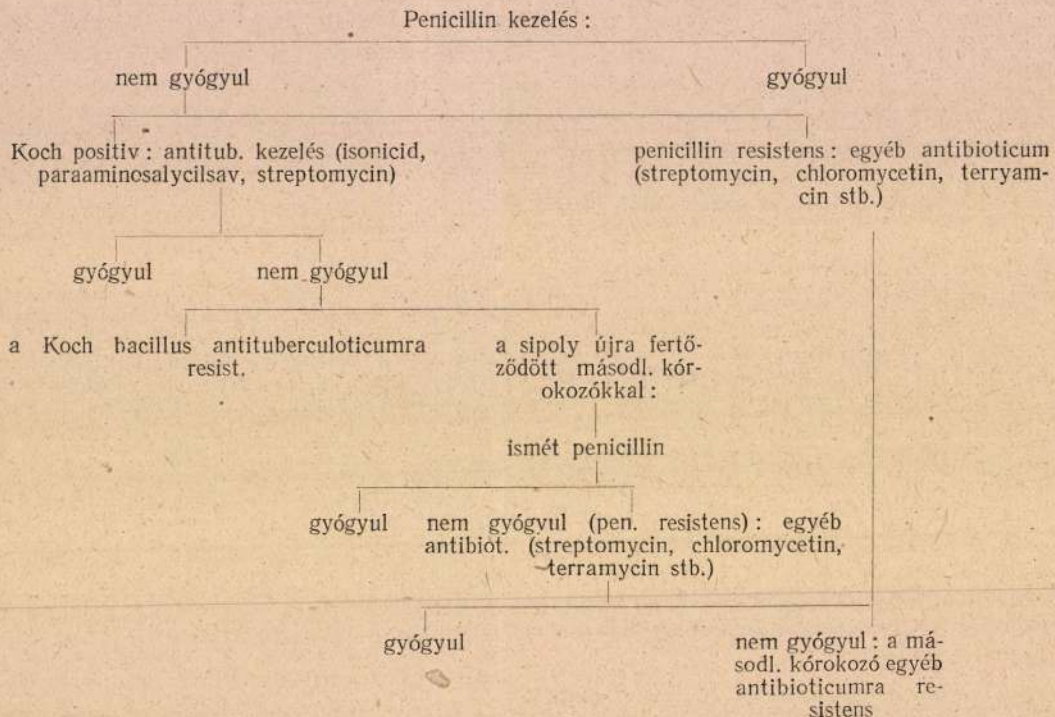 Penicillin kezelés :
nem gyógyul
gyógyul
Koch positiv : antitub. kezelés (isonicid,
paraaminosalycilsav, streptomycin)
penicillin resistens : egyéb antibioticum
(streptomycin, chloromycetin, terryam-
cin stb.)
gyógyul
nem gyógyul
a Koch bacillus antituberculoticumra
resist.
a sipoly újra fertő-
ződött másodl. kór-
okozókkal :
ismét penicillin
gyógyul
nem gyógyul (pen. resistens) : egyéb
antibiot. (streptomycin, chloromycetin,
terramycin stb.)
gyógyul
nem gyógyul : a má-
sodl. kórokozó egyéb
antibioticumra re-
sistens